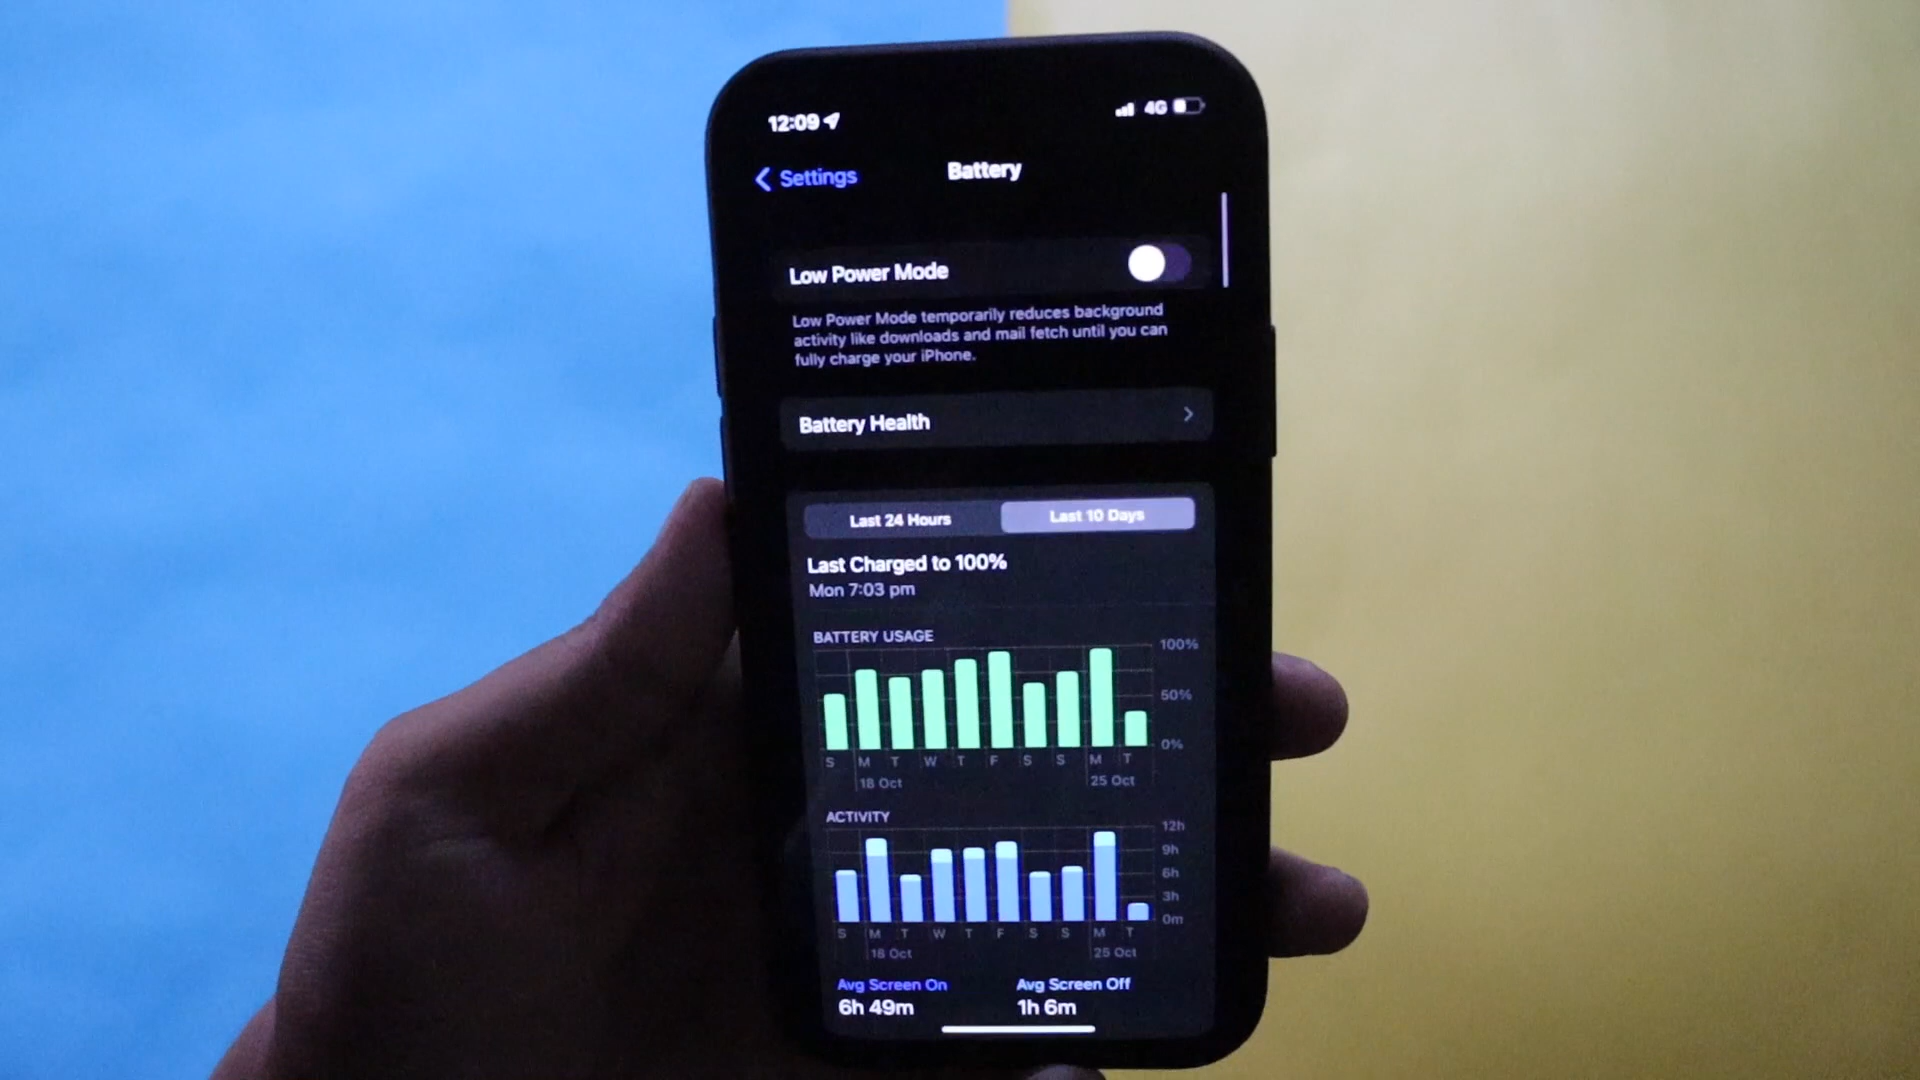 12:09
4G
Settings
Battery
Low Power Mode
Low Power Mode temporarily reduces background
activity like downloads and mail fetch until you can
fully charge your iPhone.
Battery Health
Last 24 Hours
Last 10 Days
Last Charged to 100%
Mon 7:03 pm
BATTERY USAGE
100%
50%
0%
S M T W T F S S M T
18 Oct
25 Oct
ACTIVITY
12h
9h
6h
3h
0m
S M T W T F S S M T
18 Oct
25 Oct
Avg Screen On
Avg Screen Off
6h 49m
1h 6m